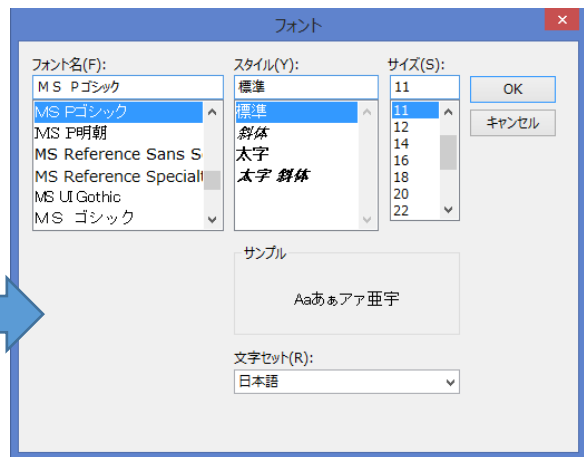 フォント
フォント名(F):
ＭＳ Ｐゴシック
MS Pゴシック
MS P明朝
MS Reference Sans S
MS Reference Special
MS UI Gothic
ＭＳ ゴシック
スタイル(Y):
標準
標準
斜体
太字
太字 斜体
サイズ(S):
11
11
12
14
16
18
20
22
OK
キャンセル
サンプル
Aaあぁアァ亜宇
文字セット(R):
日本語